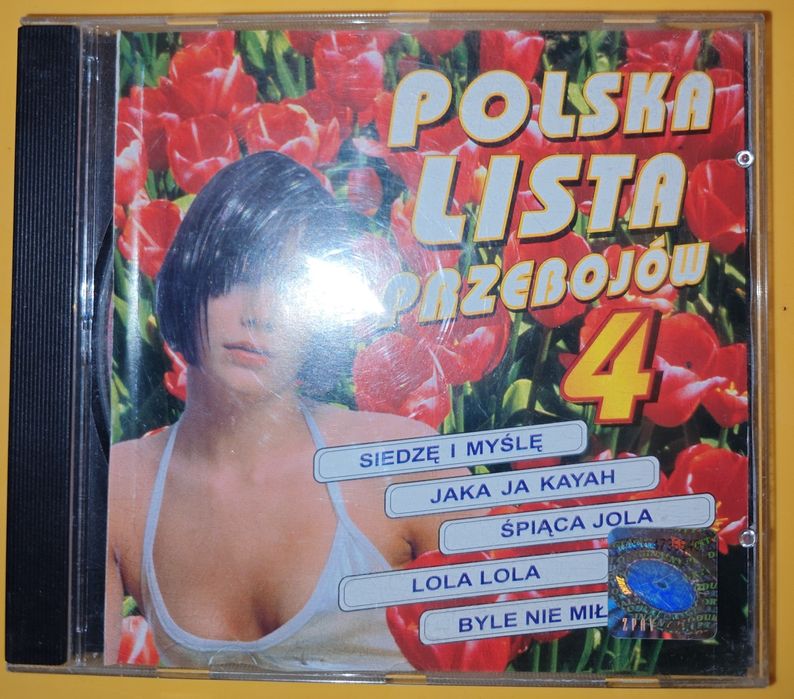 POLSKA
LISTA
PRZEBOJÓW
4
SIEDZĘ I MYŚLĘ
JAKA JA KAYAH
ŚPIĄCA JOLA
LOLA LOLA
BYLE NIE MIŁ